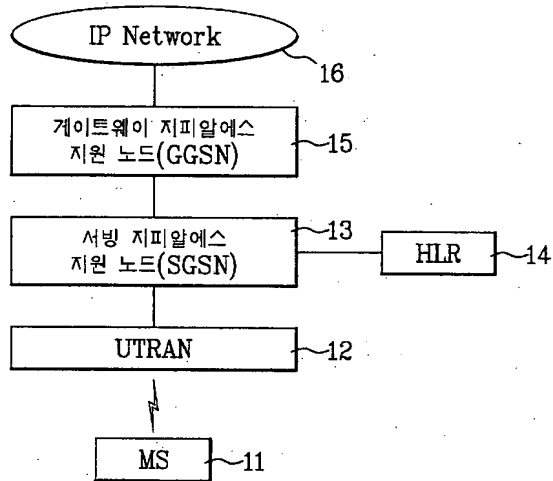 IP Network
16
게이트웨이 지피알에스
지원 노드(GGSN)
15
서빙 지피알에스
지원 노드(SGSN)
13
HLR
14
UTRAN
12
MS
11